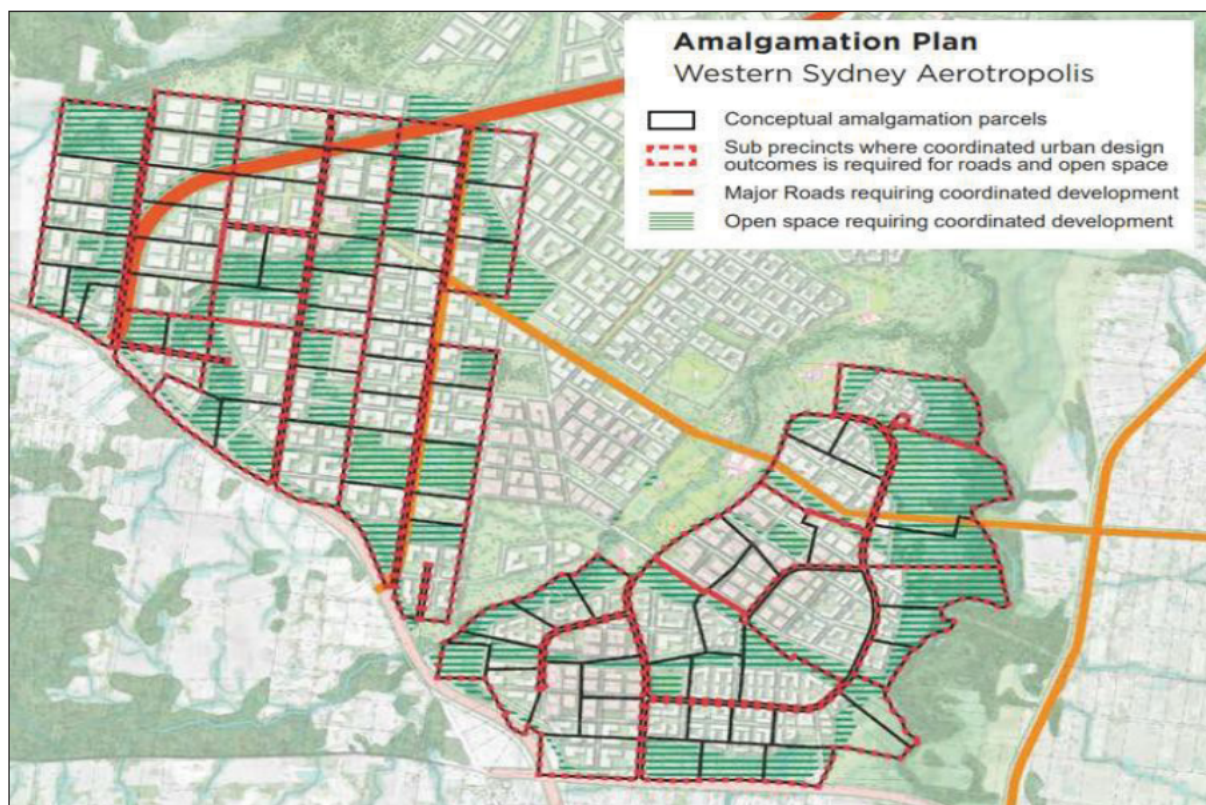 Amalgamation Plan
Western Sydney Aerotropolis
Conceptual amalgamation parcels
Sub precincts where coordinated urban design
outcomes is required for roads and open space
Major Roads requiring coordinated development
Open space requiring coordinated development